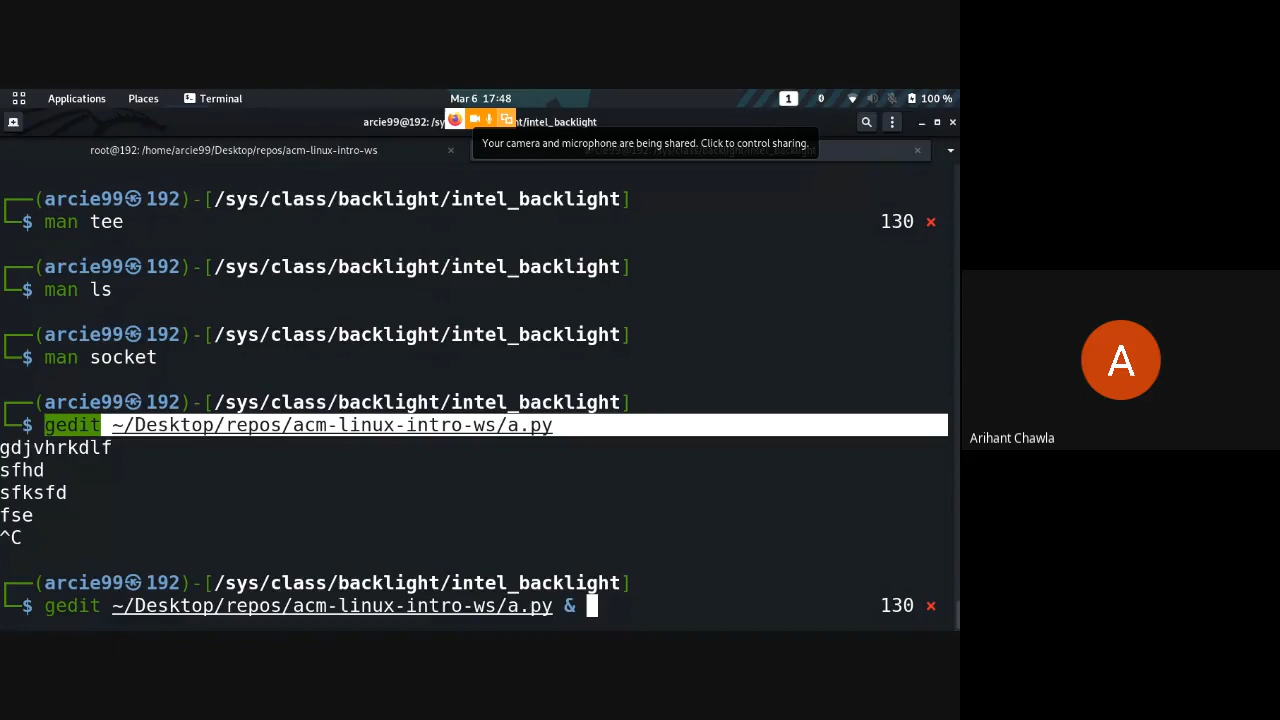 Applications Places Terminal Mar 6 17:48 1 0 100 %
arcie99@192: /sy nt/intel_backlight
Your camera and microphone are being shared. Click to control sharing.
root@192: /home/arcie99/Desktop/repos/acm-linux-intro-ws
┌──(arcie99㉿192)-[/sys/class/backlight/intel_backlight]
└─$ man tee 130 ×
┌──(arcie99㉿192)-[/sys/class/backlight/intel_backlight]
└─$ man ls
┌──(arcie99㉿192)-[/sys/class/backlight/intel_backlight]
└─$ man socket
┌──(arcie99㉿192)-[/sys/class/backlight/intel_backlight]
└─$ gedit ~/Desktop/repos/acm-linux-intro-ws/a.py
gdjvhrkdlf
sfhd
sfksfd
fse
^C
┌──(arcie99㉿192)-[/sys/class/backlight/intel_backlight]
└─$ gedit ~/Desktop/repos/acm-linux-intro-ws/a.py & 130 ×
A
Arihant Chawla